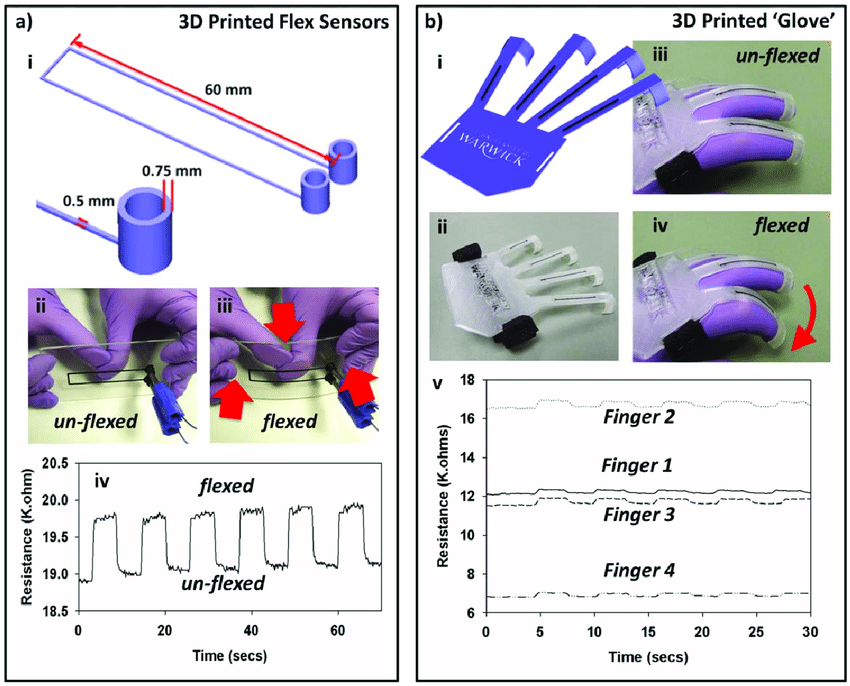 a)
3D Printed Flex Sensors
i
60 mm
0.75 mm
0.5 mm
ii
un-flexed
iii
flexed
iv
flexed
un-flexed
Resistance (K.ohm)
20.5
20.0
19.5
19.0
18.5
0
20
40
60
Time (secs)
b)
3D Printed ‘Glove’
i
WARWICK
ii
iii
un-flexed
iv
flexed
v
Resistance (K.ohms)
18
16
14
12
10
8
6
Finger 2
Finger 1
Finger 3
Finger 4
0
5
10
15
20
25
30
Time (secs)